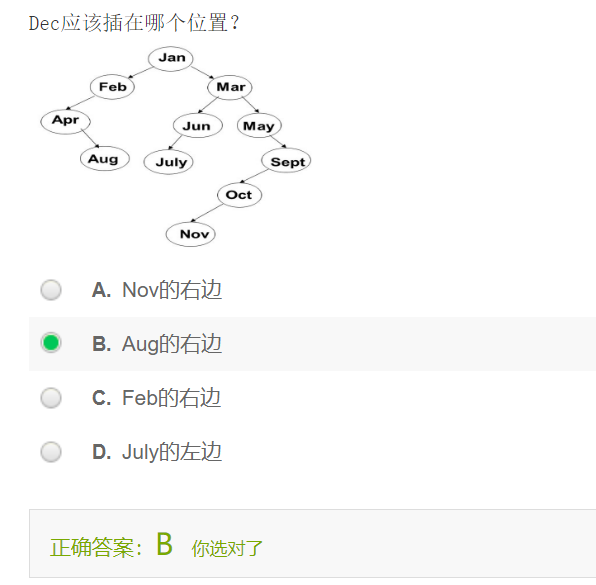 Dec应该插在哪个位置?
Jan
Feb
Mar
Apr
Jun
May
Aug
July
Sept
Oct
Nov
A. Nov的右边
B. Aug的右边
C. Feb的右边
D. July的左边
正确答案: B 你选对了